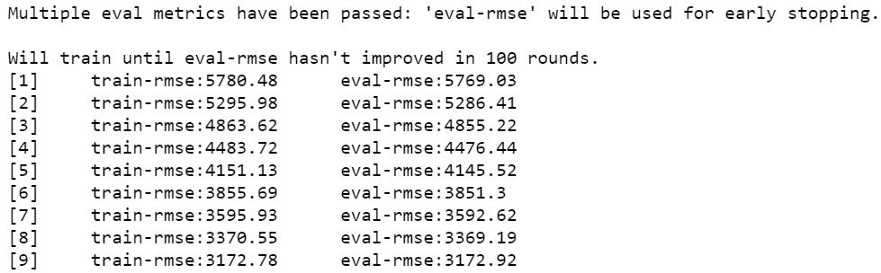 Multiple eval metrics have been passed: 'eval-rmse' will be used for early stopping.
Will train until eval-rmse hasn't improved in 100 rounds.
[1] train-rmse:5780.48 eval-rmse:5769.03
[2] train-rmse:5295.98 eval-rmse:5286.41
[3] train-rmse:4863.62 eval-rmse:4855.22
[4] train-rmse:4483.72 eval-rmse:4476.44
[5] train-rmse:4151.13 eval-rmse:4145.52
[6] train-rmse:3855.69 eval-rmse:3851.3
[7] train-rmse:3595.93 eval-rmse:3592.62
[8] train-rmse:3370.55 eval-rmse:3369.19
[9] train-rmse:3172.78 eval-rmse:3172.92